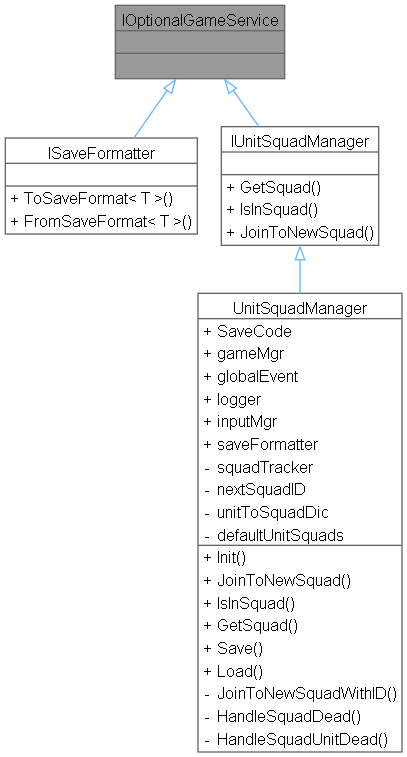 IOptionalGameService
ISaveFormatter
+ ToSaveFormat< T >()
+ FromSaveFormat< T >()
IUnitSquadManager
+ GetSquad()
+ IsInSquad()
+ JoinToNewSquad()
UnitSquadManager
+ SaveCode
+ gameMgr
+ globalEvent
+ logger
+ inputMgr
+ saveFormatter
- squadTracker
- nextSquadID
- unitToSquadDic
- defaultUnitSquads
+ Init()
+ JoinToNewSquad()
+ IsInSquad()
+ GetSquad()
+ Save()
+ Load()
- JoinToNewSquadWithID()
- HandleSquadDead()
- HandleSquadUnitDead()